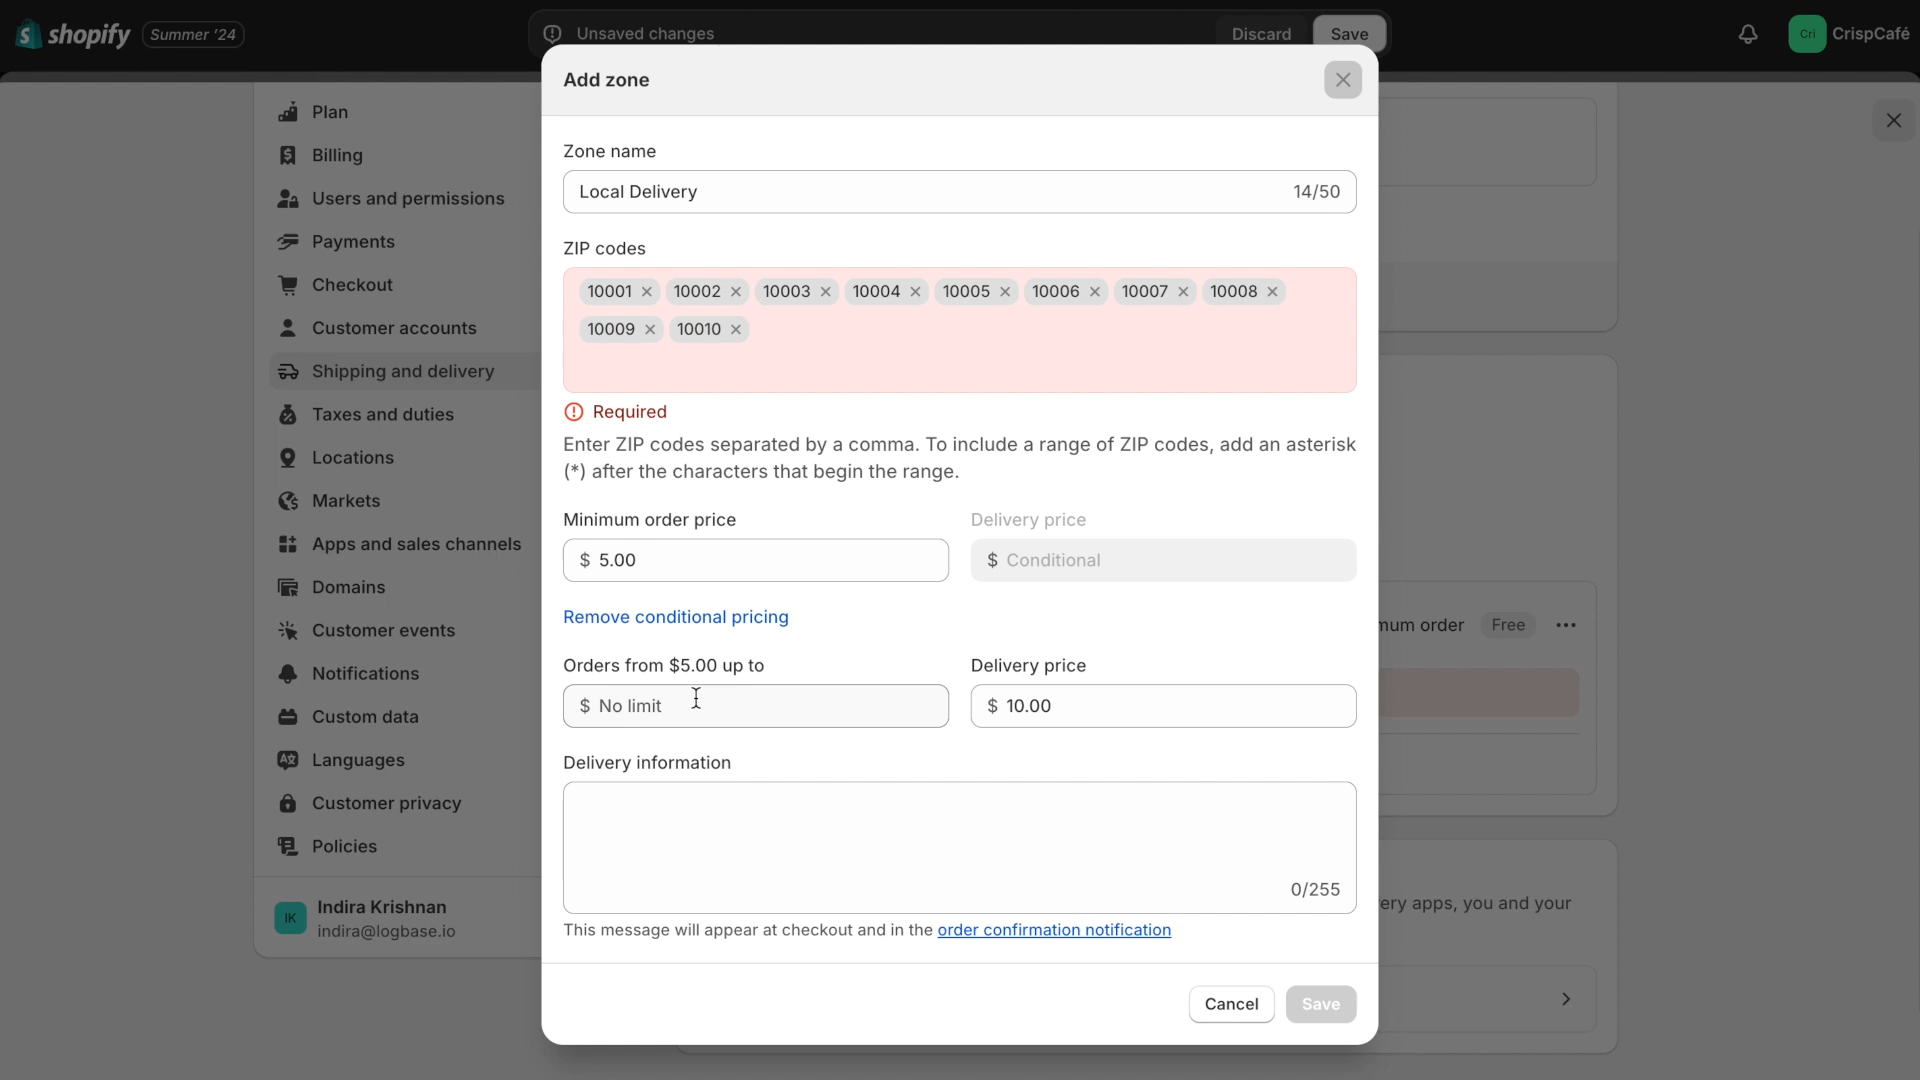 shopify Summer '24
Unsaved changes
Discard
Save
Cri
CrispCafé
Plan
Billing
Users and permissions
Payments
Checkout
Customer accounts
Shipping and delivery
Taxes and duties
Locations
Markets
Apps and sales channels
Domains
Customer events
Notifications
Custom data
Languages
Customer privacy
Policies
IK
Indira Krishnan
indira@logbase.io
Add zone
Zone name
Local Delivery 14/50
ZIP codes
10001 10002 10003 10004 10005 10006 10007 10008
10009 10010
Required
Enter ZIP codes separated by a comma. To include a range of ZIP codes, add an asterisk
(*) after the characters that begin the range.
Minimum order price Delivery price
$ 5.00 $ Conditional
Remove conditional pricing
Orders from $5.00 up to Delivery price
$ No limit $ 10.00
Delivery information
0/255
This message will appear at checkout and in the order confirmation notification
Cancel Save
order Free
apps, you and your